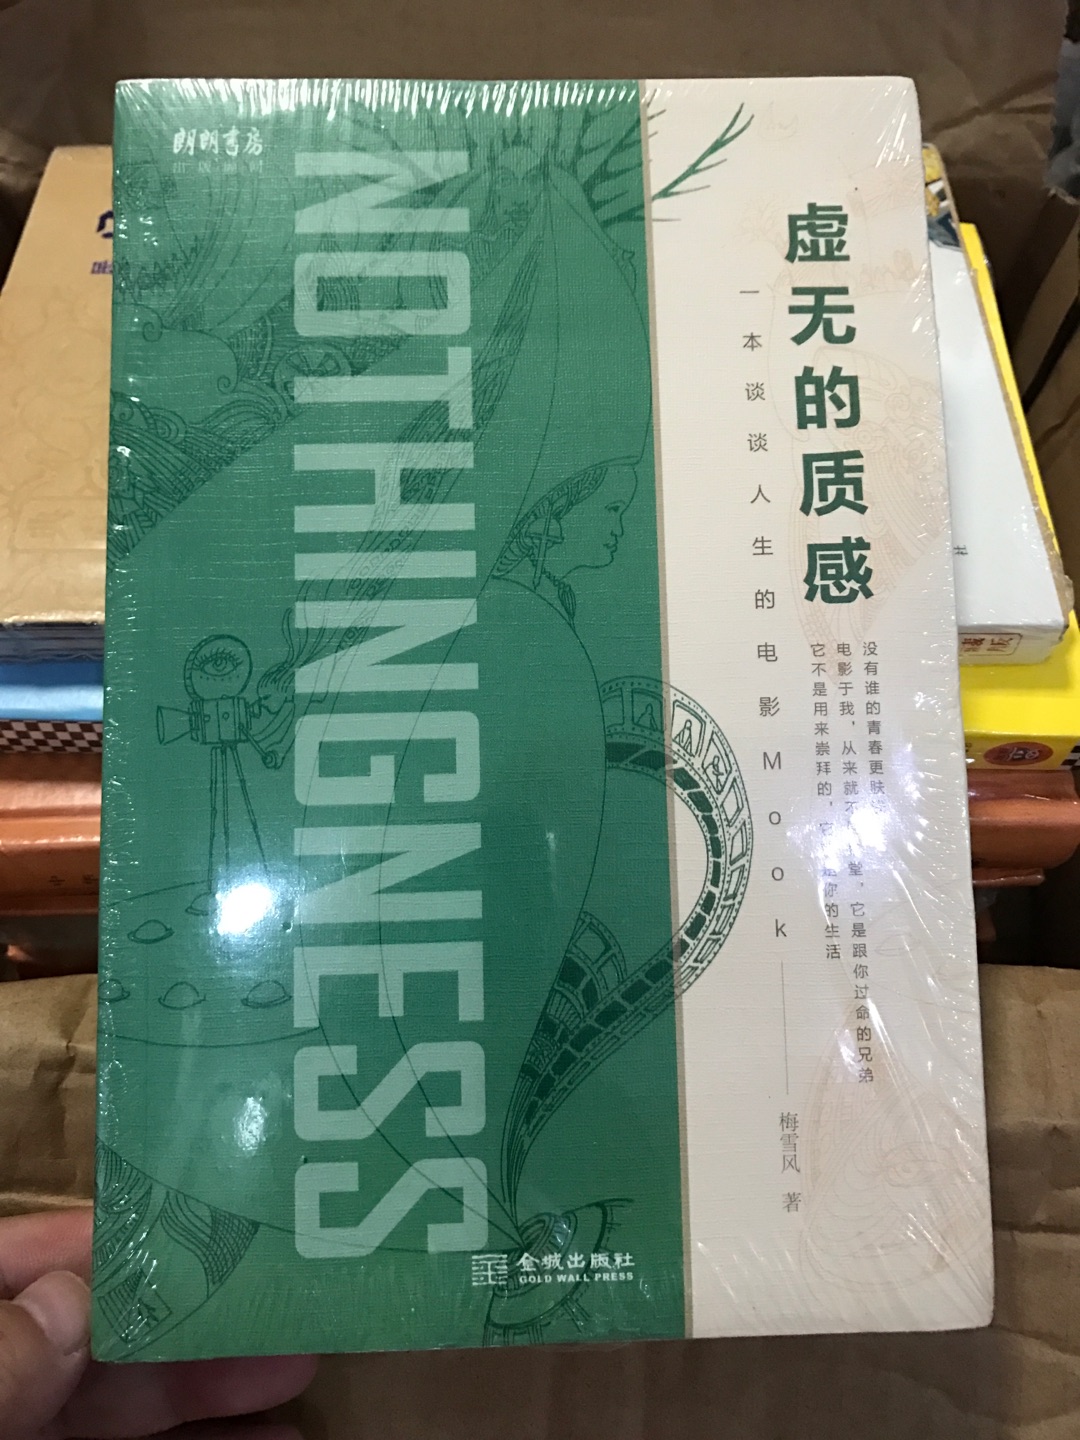 朗朗書房
NOTHINGNESS
虚无的质感
一本谈谈人生的电影Mook
没有谁的青春更肤
电影于我，从来就不 堂，它是跟你过命的兄弟
它不是用来崇拜的，它是你的生活
梅雪风 著
金城出版社
GOLD WALL PRESS